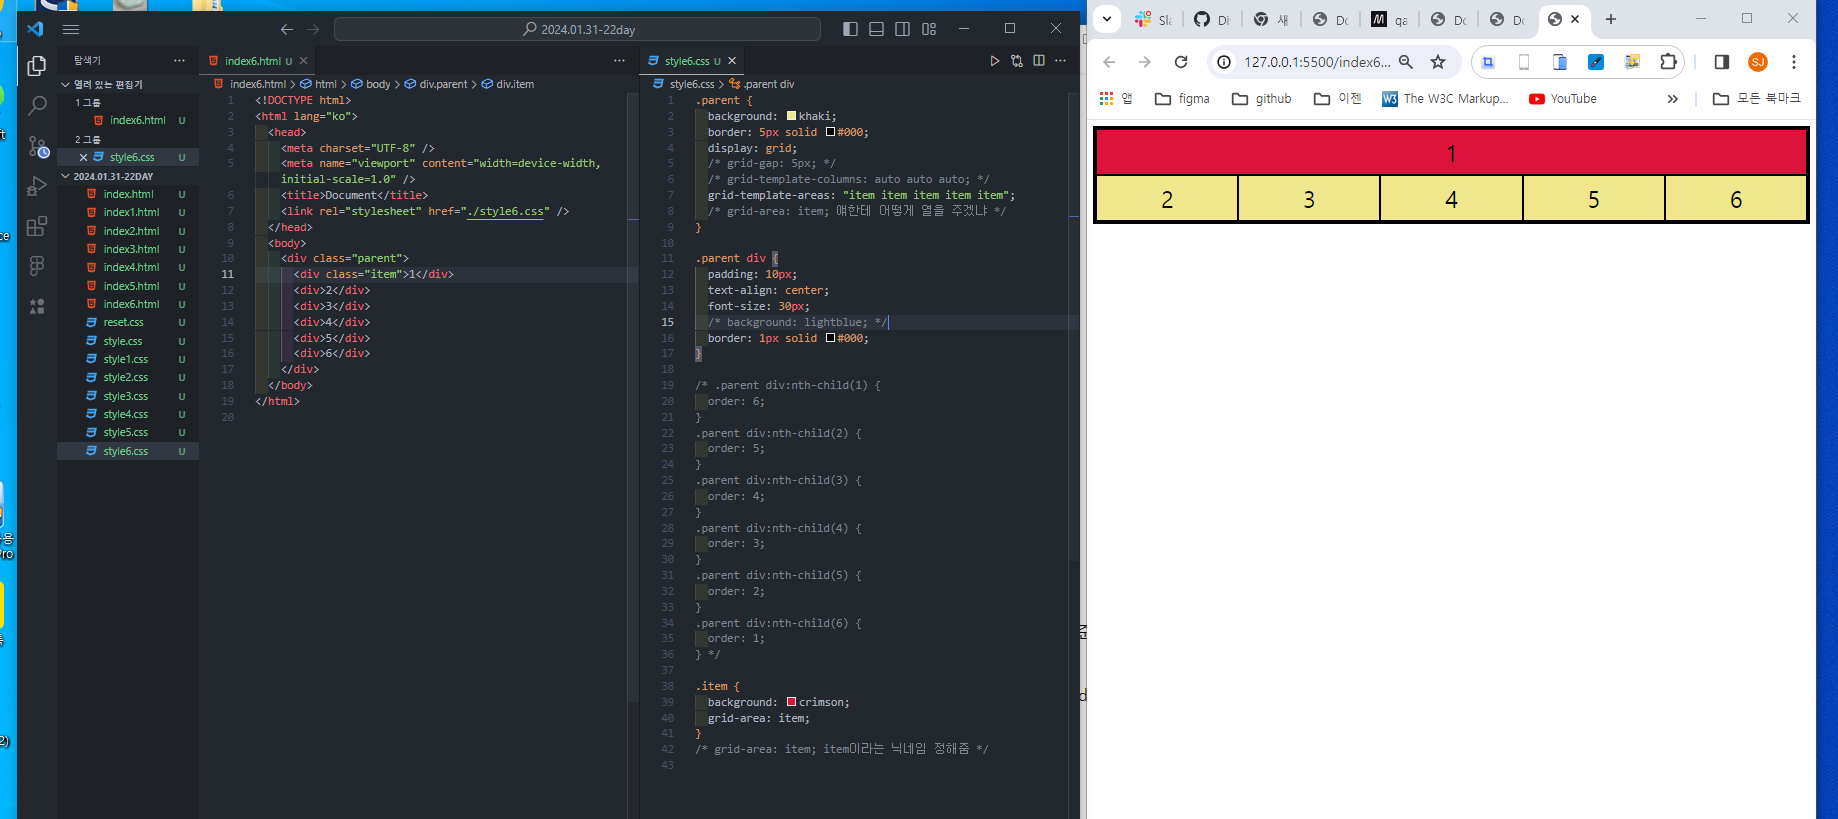 2024.01.31-22day
탐색기
열려 있는 편집기
1 그룹
index6.html U
2 그룹
style6.css U
2024.01.31-22DAY
index.html U
index1.html U
index2.html U
index3.html U
index4.html U
index5.html U
index6.html U
reset.css U
style.css U
style1.css U
style2.css U
style3.css U
style4.css U
style5.css U
style6.css U
index6.html U
index6.html > html > body > div.parent > div.item
1 <!DOCTYPE html>
2 <html lang="ko">
3 <head>
4 <meta charset="UTF-8" />
5 <meta name="viewport" content="width=device-width,
initial-scale=1.0" />
6 <title>Document</title>
7 <link rel="stylesheet" href="./style6.css" />
8 </head>
9 <body>
10 <div class="parent">
11 <div class="item">1</div>
12 <div>2</div>
13 <div>3</div>
14 <div>4</div>
15 <div>5</div>
16 <div>6</div>
17 </div>
18 </body>
19 </html>
20
style6.css U
style6.css > .parent div
1 .parent {
2 background: khaki;
3 border: 5px solid #000;
4 display: grid;
5 /* grid-gap: 5px; */
6 /* grid-template-columns: auto auto auto; */
7 grid-template-areas: "item item item item item";
8 /* grid-area: item; 얘한테 어떻게 열을 주겠냐 */
9 }
10
11 .parent div {
12 padding: 10px;
13 text-align: center;
14 font-size: 30px;
15 /* background: lightblue; */
16 border: 1px solid #000;
17 }
18
19 /* .parent div:nth-child(1) {
20 order: 6;
21 }
22 .parent div:nth-child(2) {
23 order: 5;
24 }
25 .parent div:nth-child(3) {
26 order: 4;
27 }
28 .parent div:nth-child(4) {
29 order: 3;
30 }
31 .parent div:nth-child(5) {
32 order: 2;
33 }
34 .parent div:nth-child(6) {
35 order: 1;
36 } */
37
38 .item {
39 background: crimson;
40 grid-area: item;
41 }
42 /* grid-area: item; item이라는 닉네임 정해줌 */
43
Sla Di 새 Do qa Do Do
127.0.0.1:5500/index6... SJ
앱 figma github 이젠 The W3C Markup... YouTube » 모든 북마크
1
2 3 4 5 6